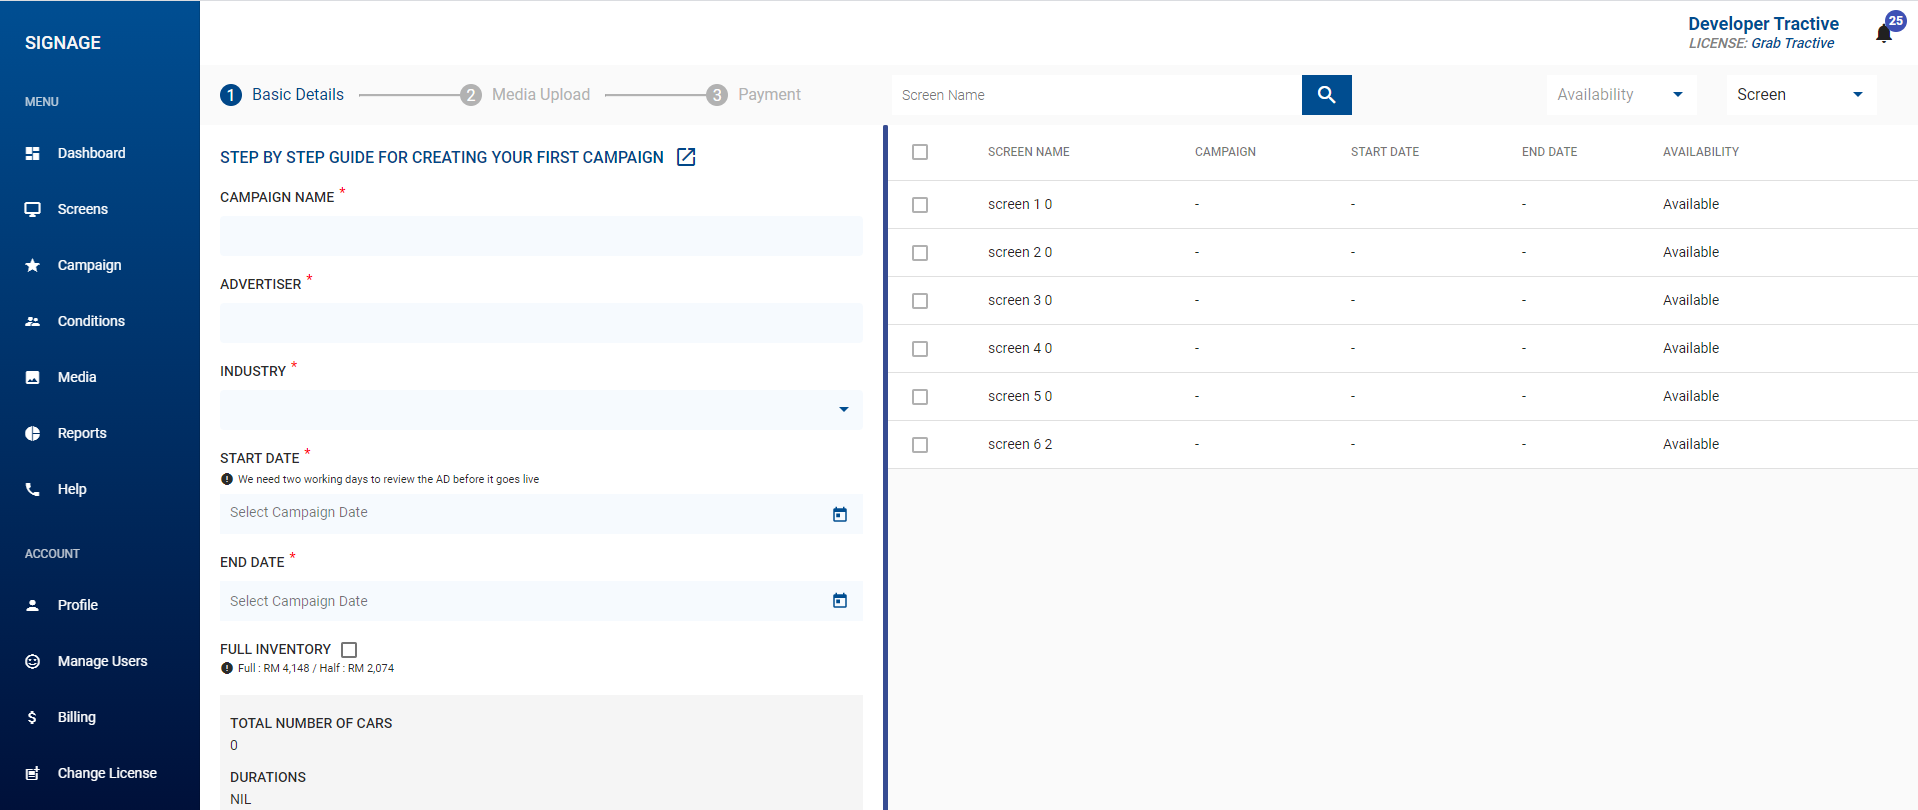 SIGNAGE
MENU
Dashboard
Screens
Campaign
Conditions
Media
Reports
Help
ACCOUNT
Profile
Manage Users
Billing
Change License
Developer Tractive
LICENSE: Grab Tractive
25
1 Basic Details
2 Media Upload
3 Payment
Screen Name
Availability
Screen
STEP BY STEP GUIDE FOR CREATING YOUR FIRST CAMPAIGN
CAMPAIGN NAME *
ADVERTISER *
INDUSTRY *
START DATE *
We need two working days to review the AD before it goes live
Select Campaign Date
END DATE *
Select Campaign Date
FULL INVENTORY
Full : RM 4,148 / Half : RM 2,074
TOTAL NUMBER OF CARS
0
DURATIONS
NIL
SCREEN NAME CAMPAIGN START DATE END DATE AVAILABILITY
screen 1 0 - - - Available
screen 2 0 - - - Available
screen 3 0 - - - Available
screen 4 0 - - - Available
screen 5 0 - - - Available
screen 6 2 - - - Available